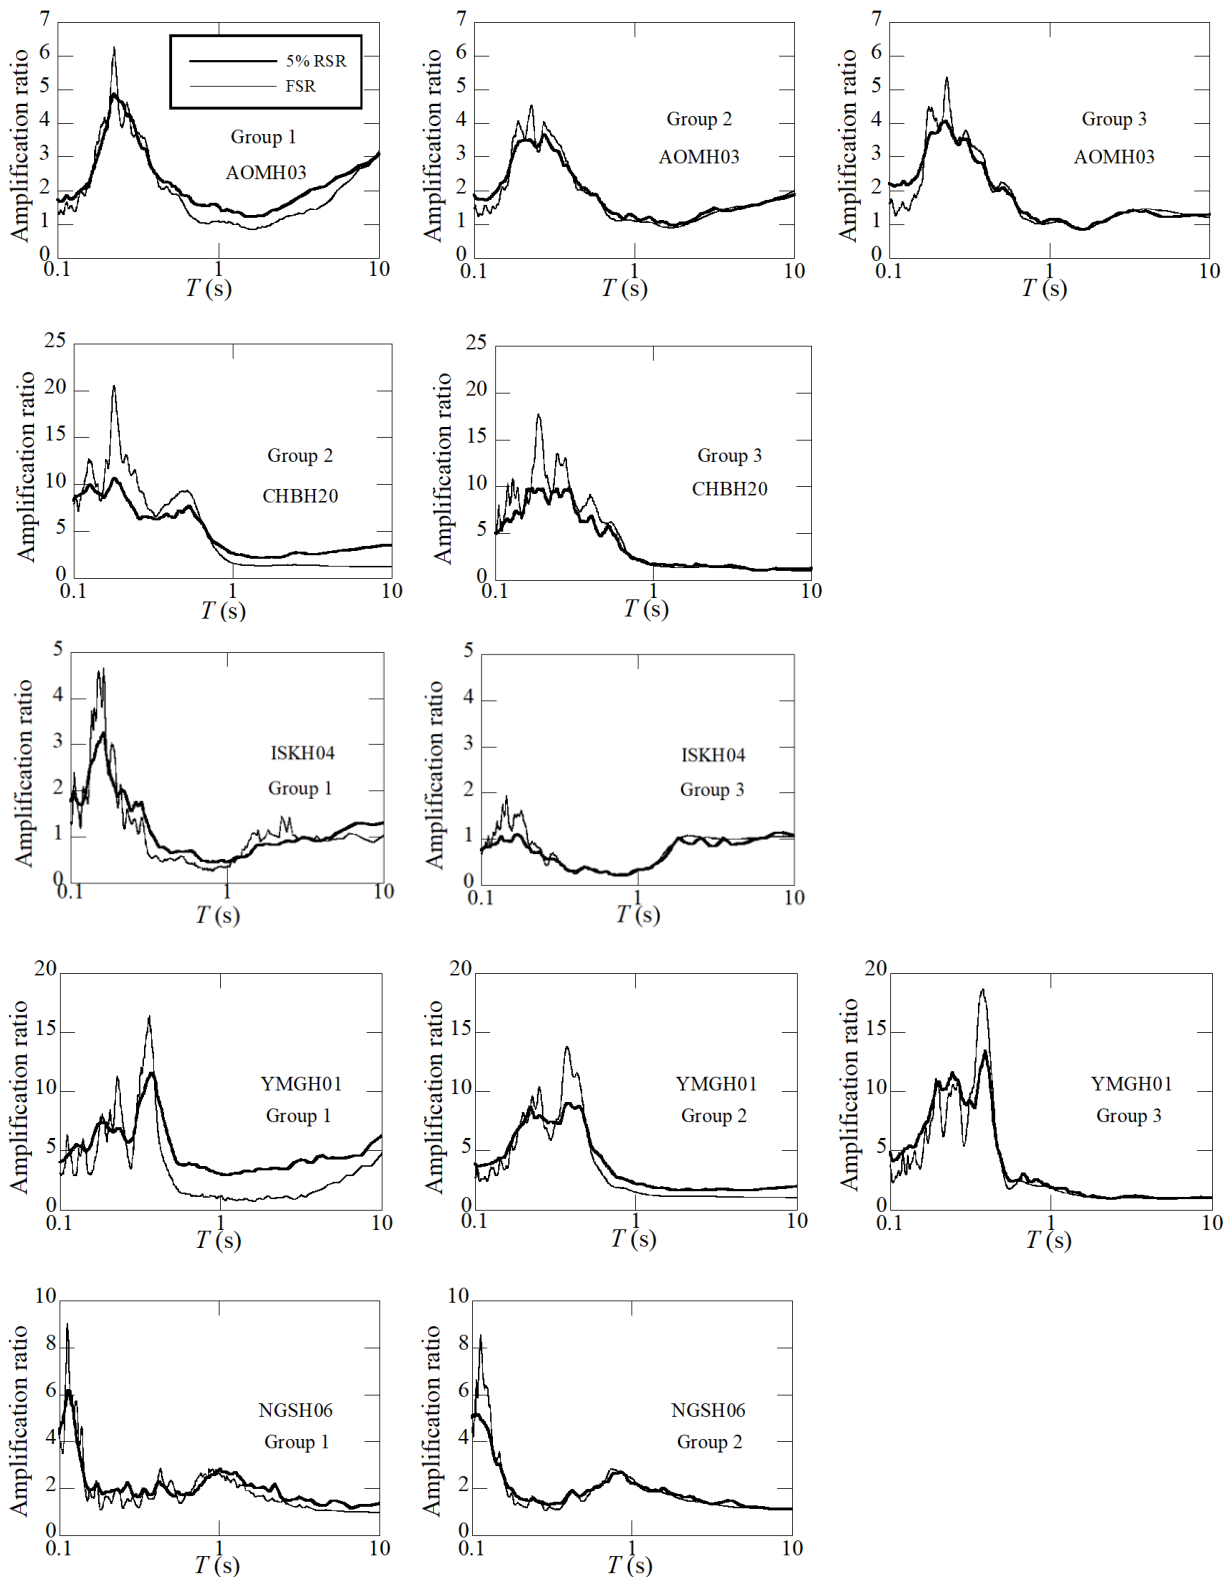 7
6
5
4
3
2
1
0
Amplification ratio
5% RSR
FSR
Group 1
AOMH03
0.1
1
10
T (s)
7
6
5
4
3
2
1
0
Amplification ratio
Group 2
AOMH03
0.1
1
10
T (s)
7
6
5
4
3
2
1
0
Amplification ratio
Group 3
AOMH03
0.1
1
10
T (s)
25
20
15
10
5
0
Amplification ratio
Group 2
CHBH20
0.1
1
10
T (s)
25
20
15
10
5
0
Amplification ratio
Group 3
CHBH20
0.1
1
10
T (s)
5
4
3
2
1
0
Amplification ratio
ISKH04
Group 1
0.1
1
10
T (s)
5
4
3
2
1
0
Amplification ratio
ISKH04
Group 3
0.1
1
10
T (s)
20
15
10
5
0
Amplification ratio
YMGH01
Group 1
0.1
1
10
T (s)
20
15
10
5
0
Amplification ratio
YMGH01
Group 2
0.1
1
10
T (s)
20
15
10
5
0
Amplification ratio
YMGH01
Group 3
0.1
1
10
T (s)
10
8
6
4
2
0
Amplification ratio
NGSH06
Group 1
0.1
1
10
T (s)
10
8
6
4
2
0
Amplification ratio
NGSH06
Group 2
0.1
1
10
T (s)